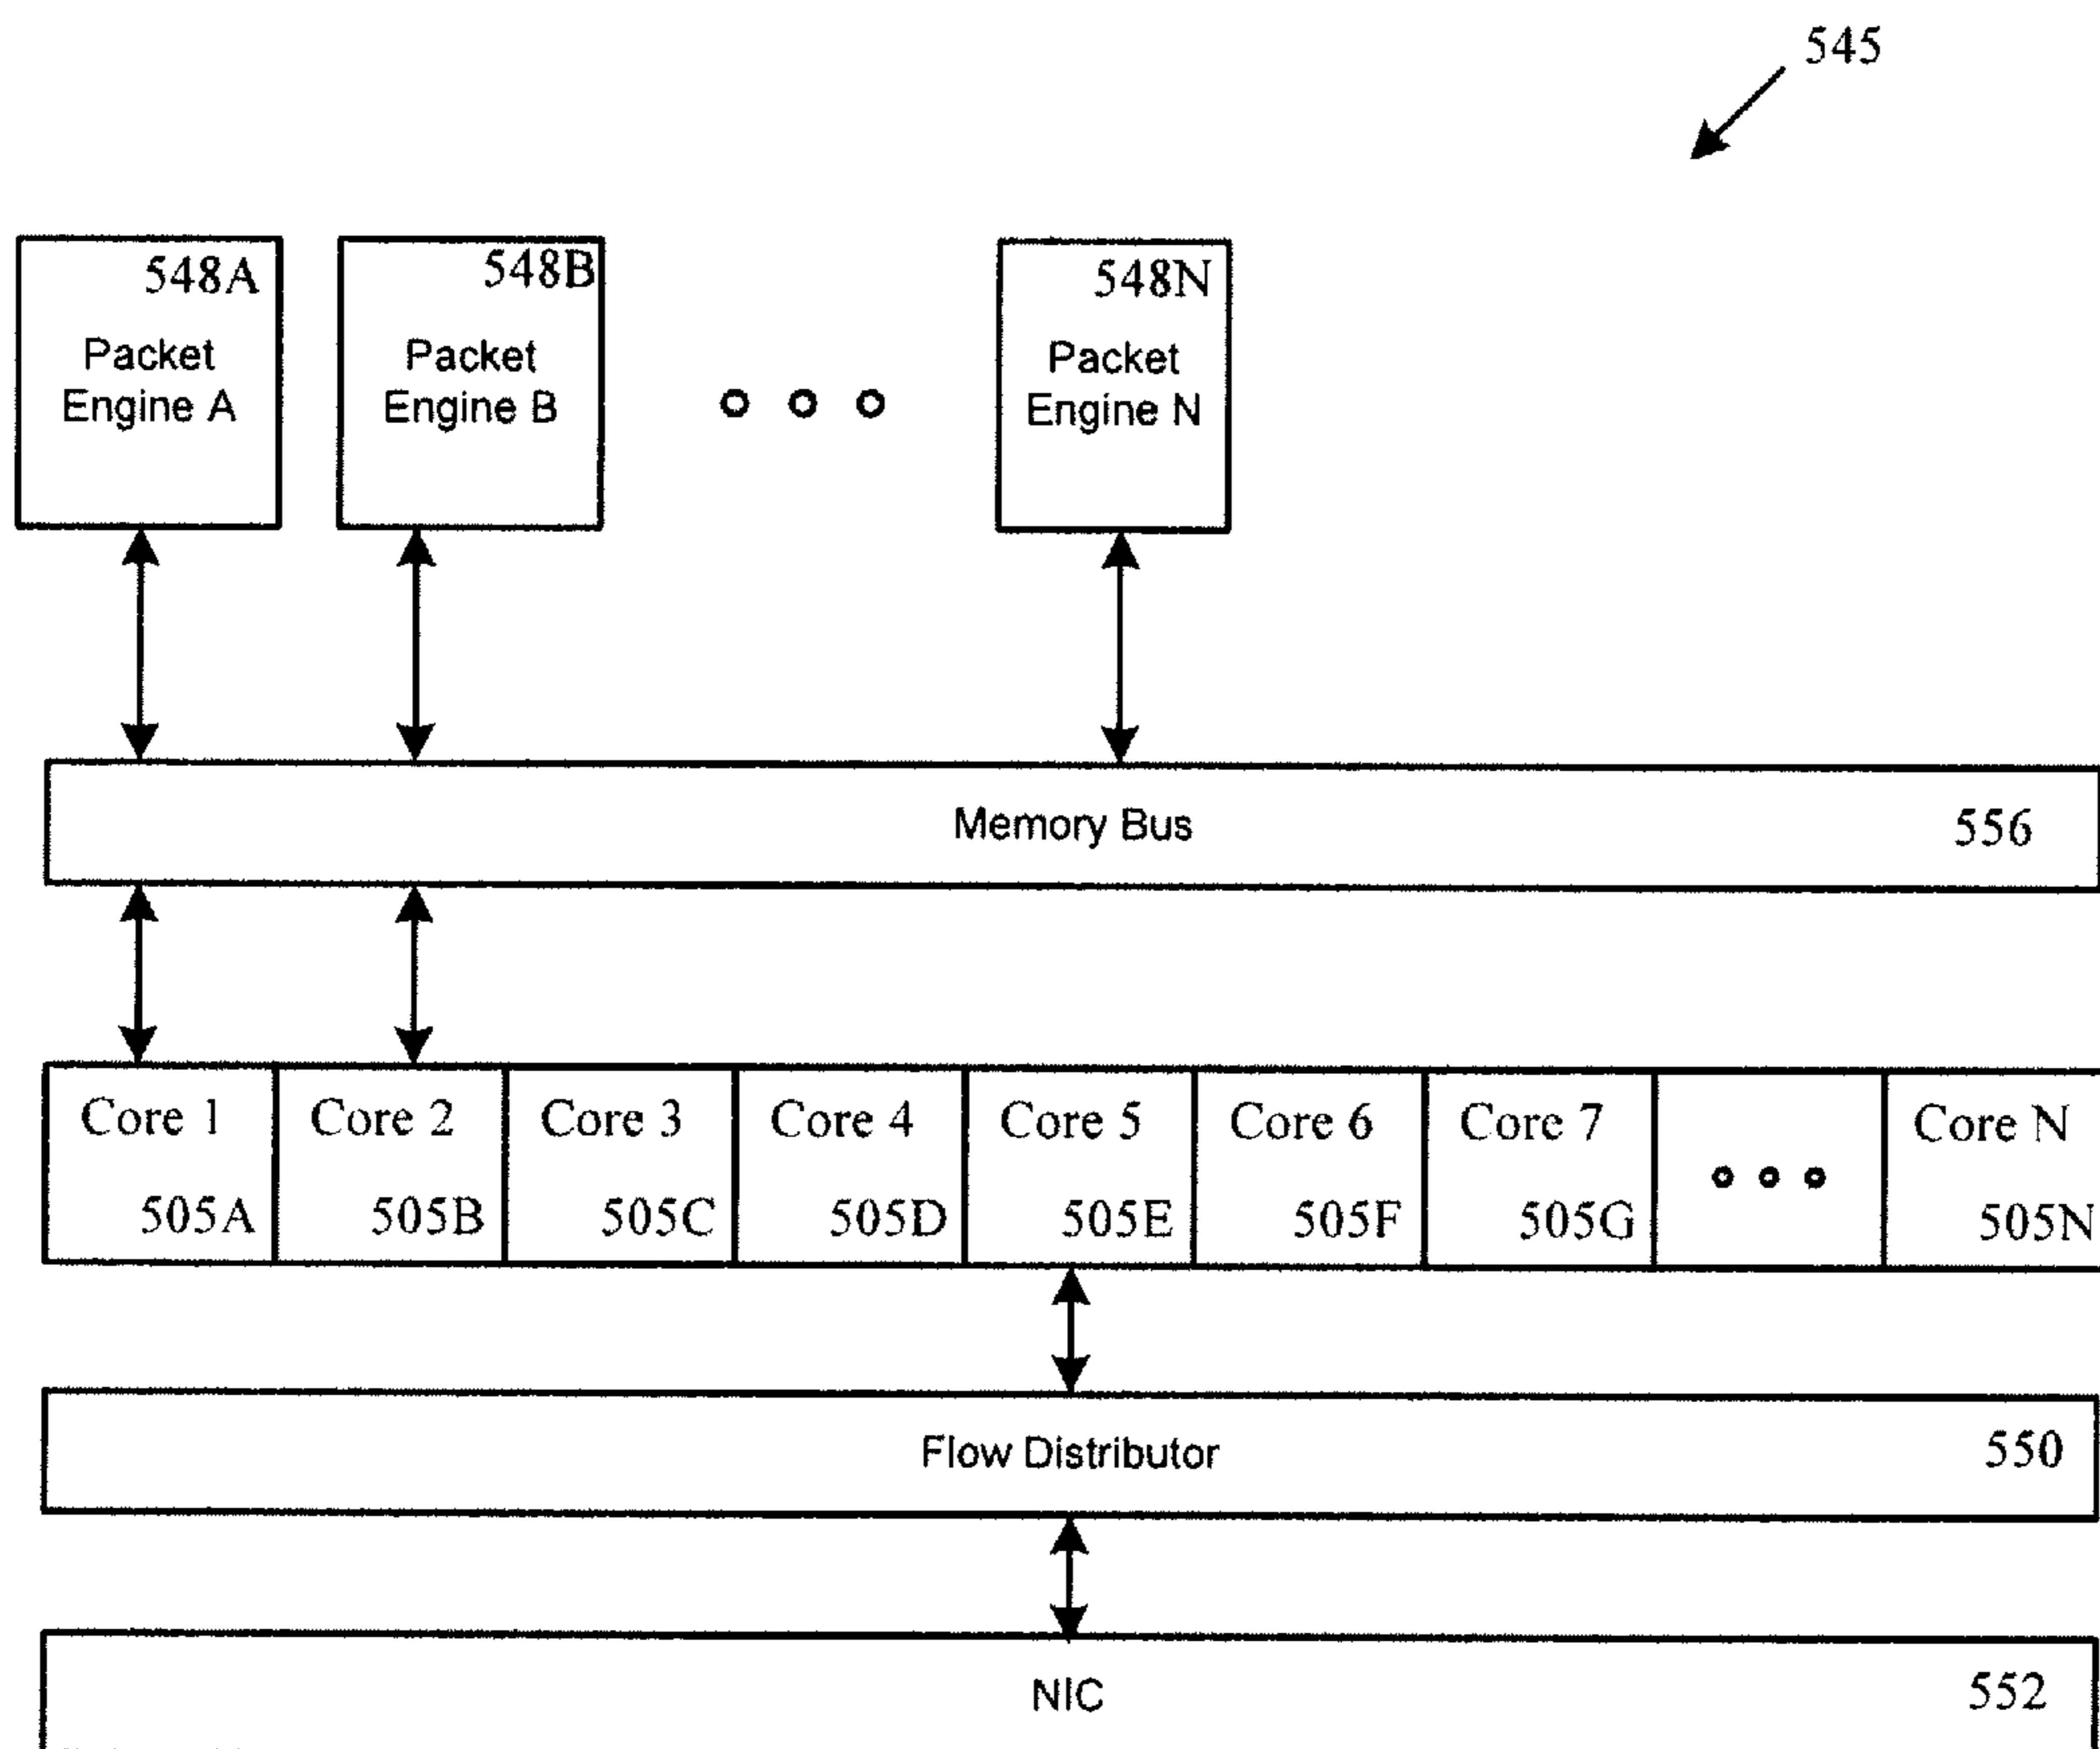 545
548A
Packet
Engine A
548B
Packet
Engine B
548N
Packet
Engine N
Memory Bus
556
Core 1
505A
Core 2
505B
Core 3
505C
Core 4
505D
Core 5
505E
Core 6
505F
Core 7
505G
Core N
505N
Flow Distributor
550
NIC
552